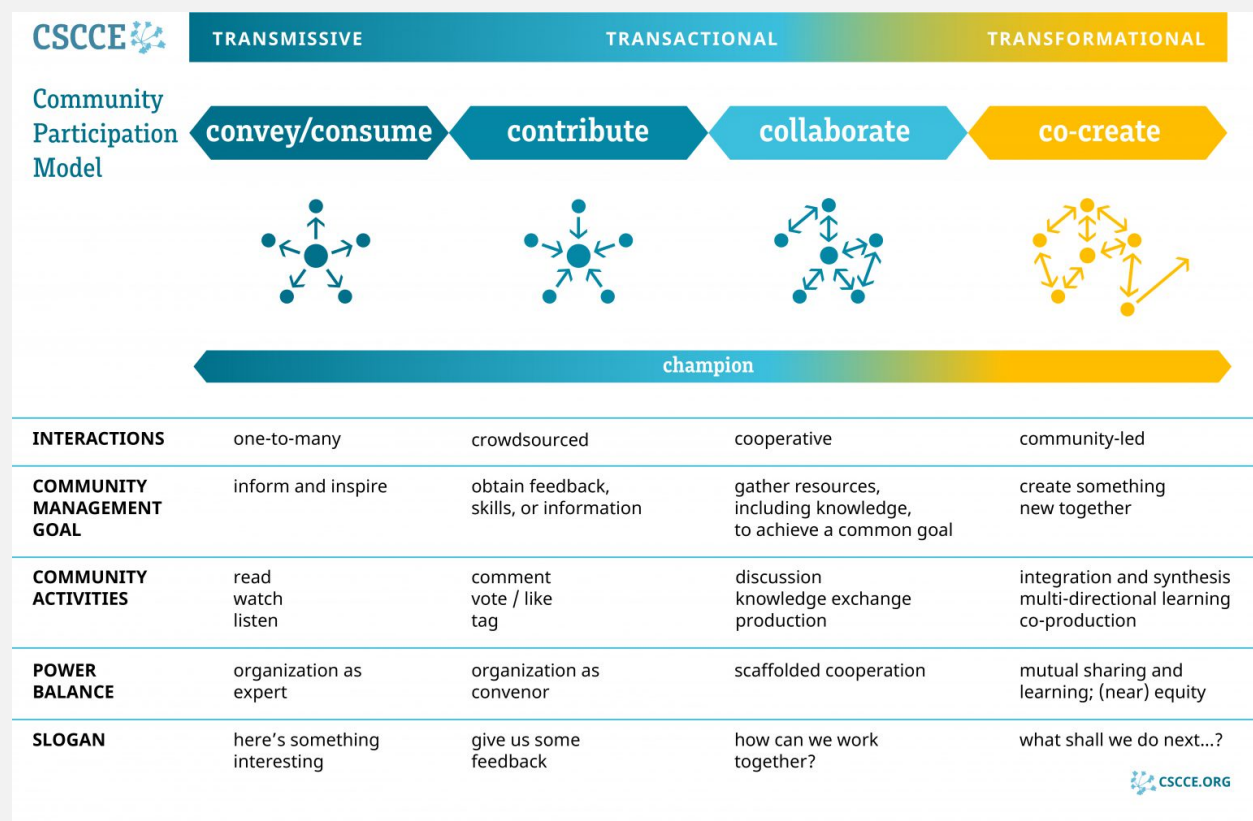 CSCCE
TRANSMISSIVE TRANSACTIONAL TRANSFORMATIONAL
Community
Participation
Model
convey/consume contribute collaborate co-create
champion
INTERACTIONS one-to-many crowdsourced cooperative community-led
COMMUNITY
MANAGEMENT
GOAL
inform and inspire
obtain feedback,
skills, or information
gather resources,
including knowledge,
to achieve a common goal
create something
new together
COMMUNITY
ACTIVITIES
read
watch
listen
comment
vote / like
tag
discussion
knowledge exchange
production
integration and synthesis
multi-directional learning
co-production
POWER
BALANCE
organization as
expert
organization as
convenor
scaffolded cooperation
mutual sharing and
learning; (near) equity
SLOGAN
here’s something
interesting
give us some
feedback
how can we work
together?
what shall we do next...?
CSCCE.ORG